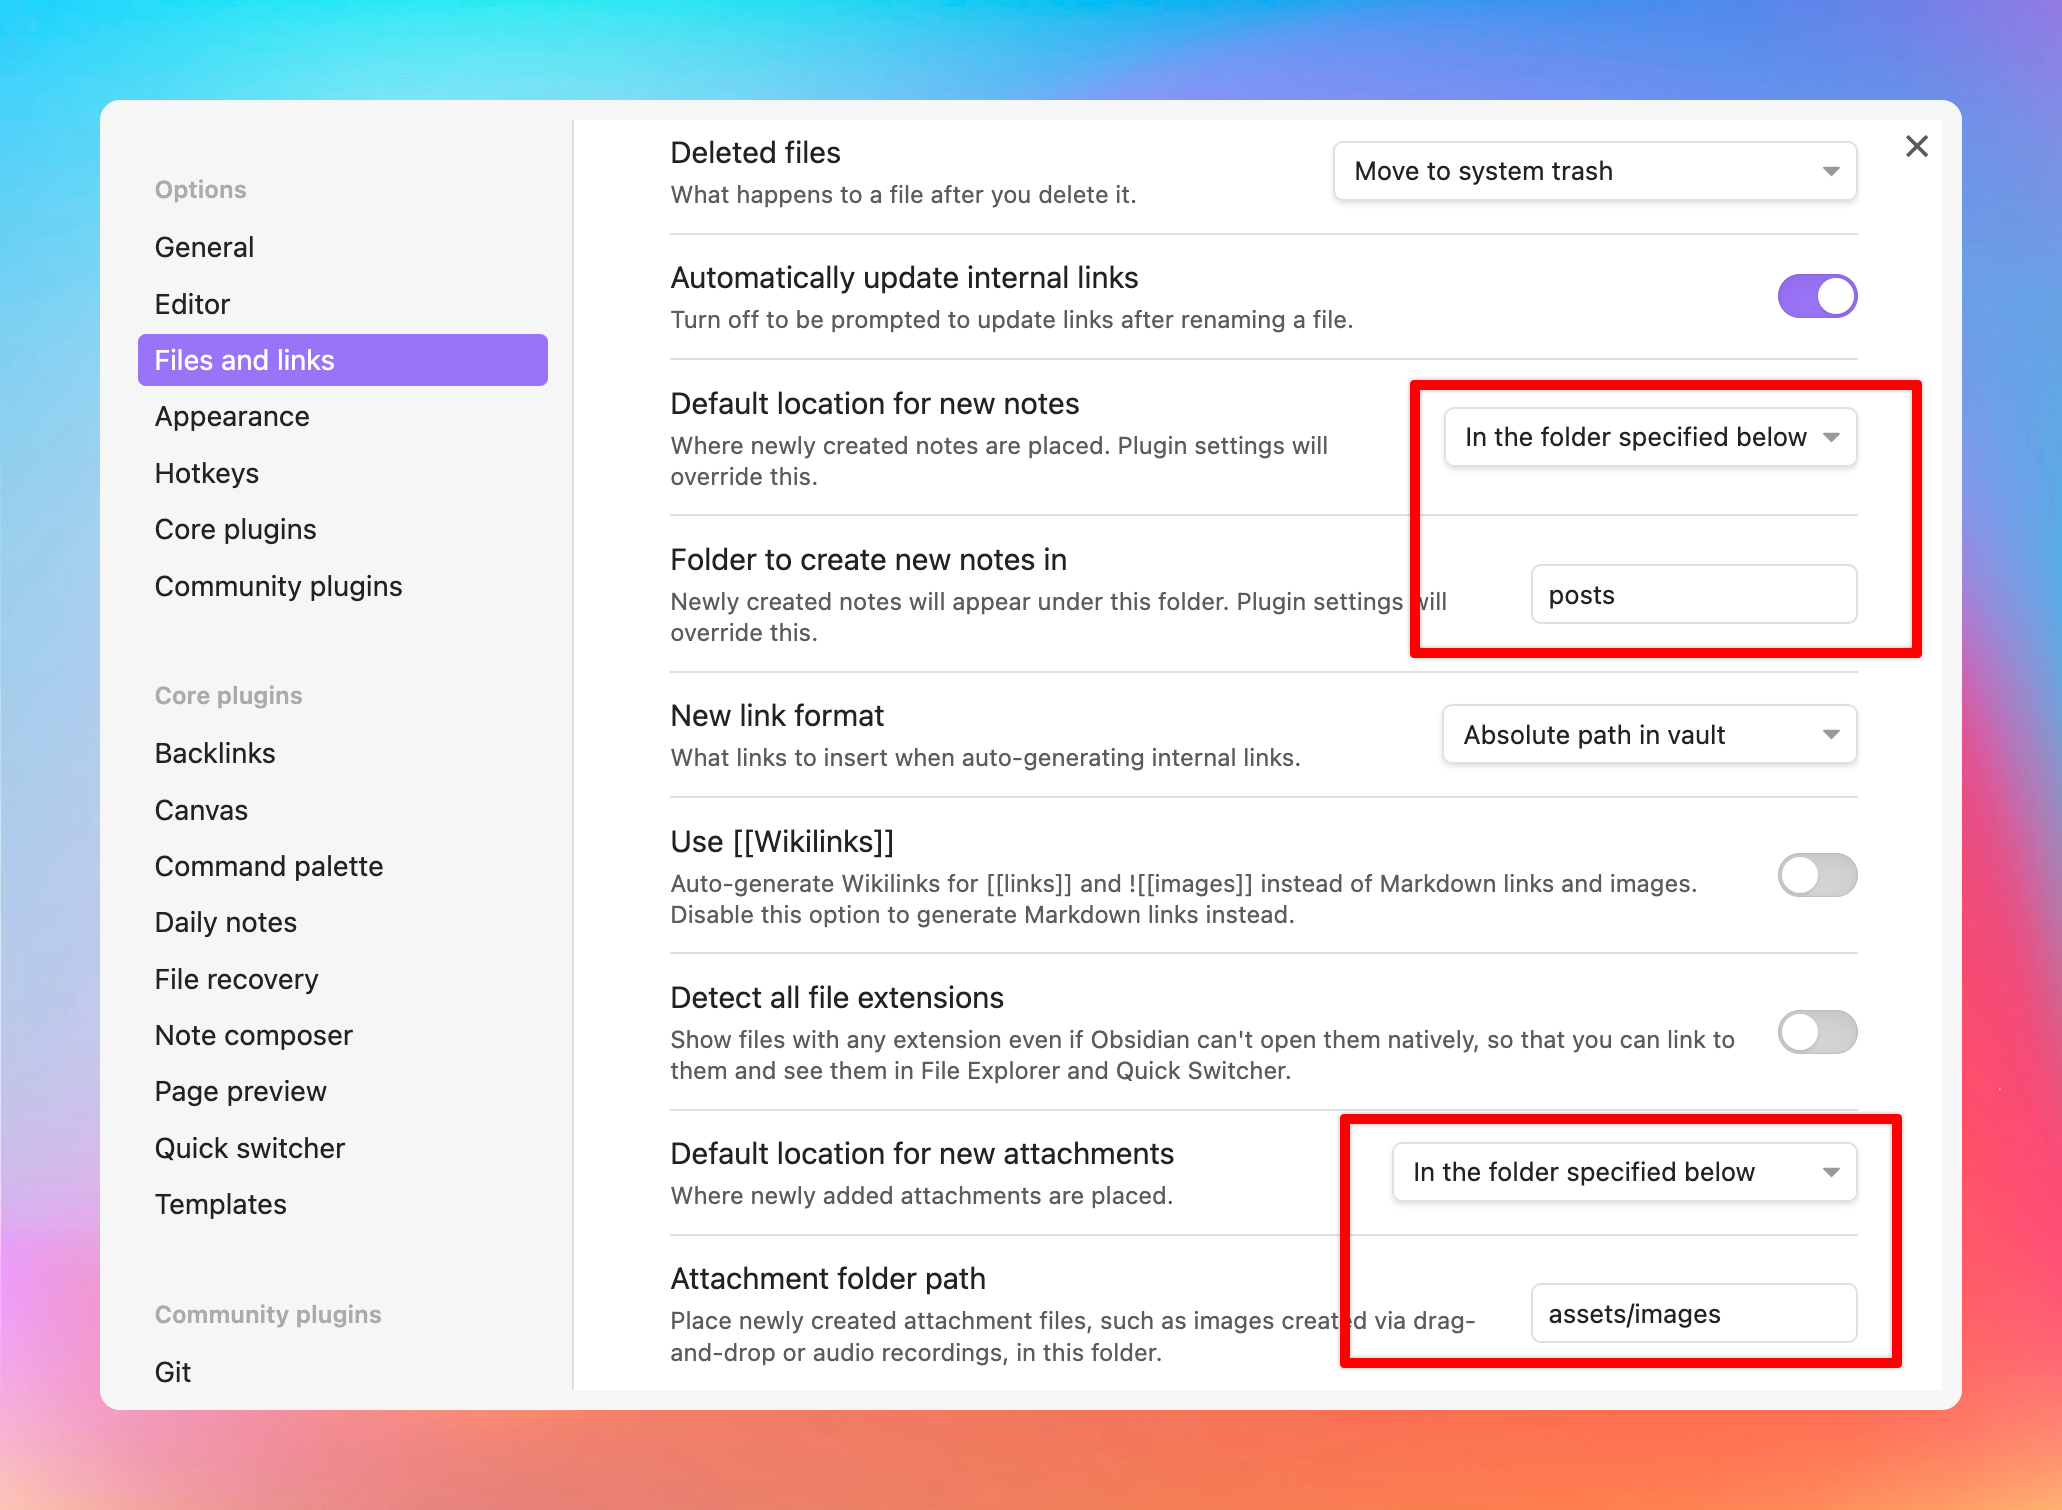 Options
General
Editor
Files and links
Appearance
Hotkeys
Core plugins
Community plugins
Core plugins
Backlinks
Canvas
Command palette
Daily notes
File recovery
Note composer
Page preview
Quick switcher
Templates
Community plugins
Git
Deleted files
What happens to a file after you delete it.
Move to system trash
Automatically update internal links
Turn off to be prompted to update links after renaming a file.
Default location for new notes
Where newly created notes are placed. Plugin settings will
override this.
In the folder specified below
Folder to create new notes in
Newly created notes will appear under this folder. Plugin settings will
override this.
posts
New link format
What links to insert when auto-generating internal links.
Absolute path in vault
Use [[Wikilinks]]
Auto-generate Wikilinks for [[links]] and ![[images]] instead of Markdown links and images.
Disable this option to generate Markdown links instead.
Detect all file extensions
Show files with any extension even if Obsidian can't open them natively, so that you can link to
them and see them in File Explorer and Quick Switcher.
Default location for new attachments
Where newly added attachments are placed.
In the folder specified below
Attachment folder path
Place newly created attachment files, such as images created via drag-
and-drop or audio recordings, in this folder.
assets/images